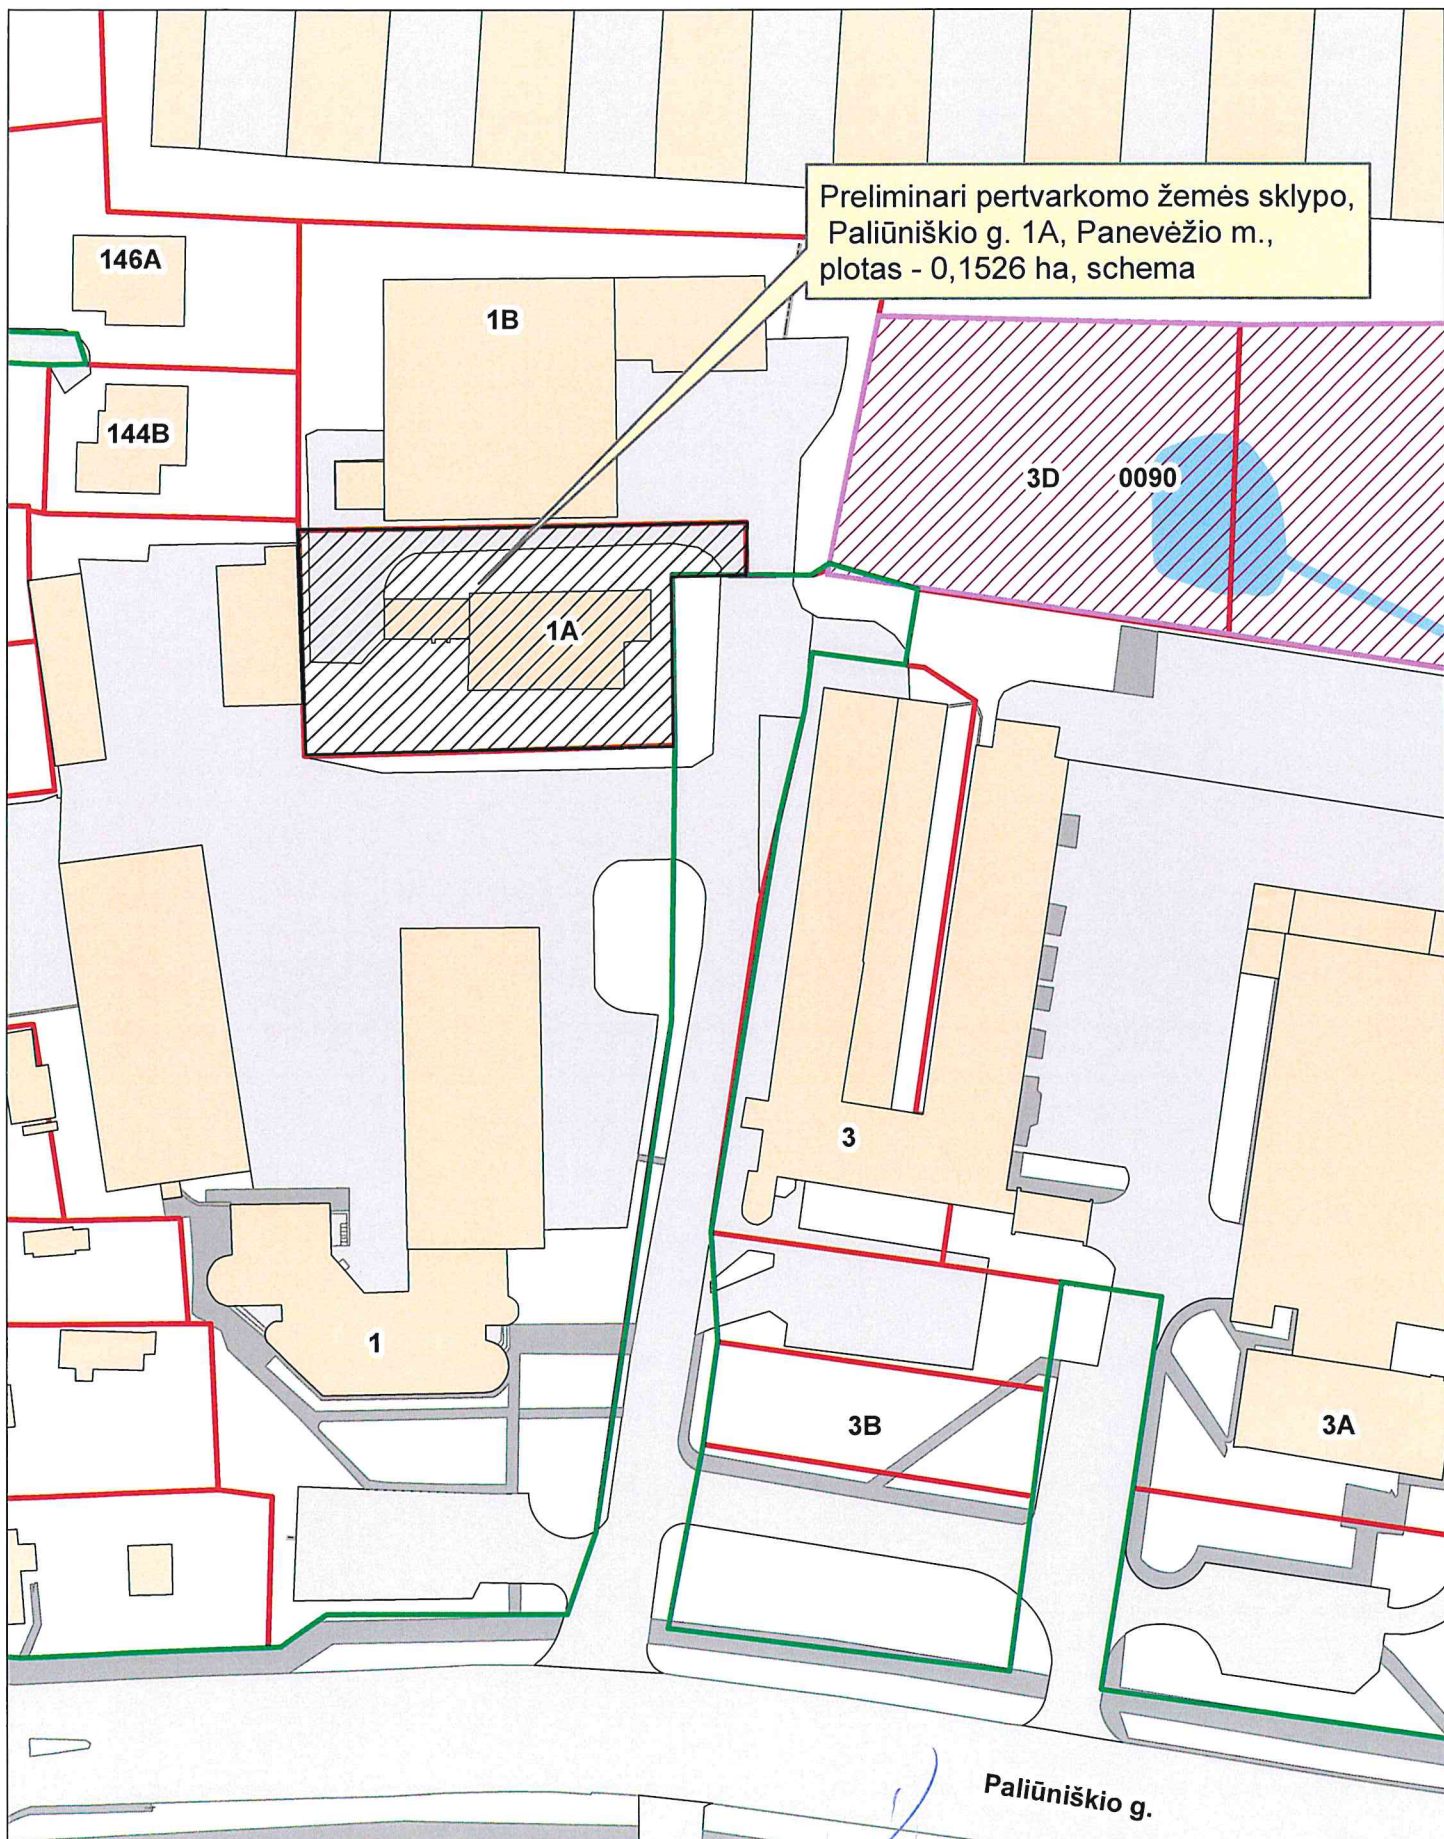 Preliminari pertvarkomo žemės sklypo,
Paliūniškio g. 1A, Panevėžio m.,
plotas - 0,1526 ha, schema
146A
1B
144B
3D 0090
1A
3
1
3B
3A
Paliūniškio g.